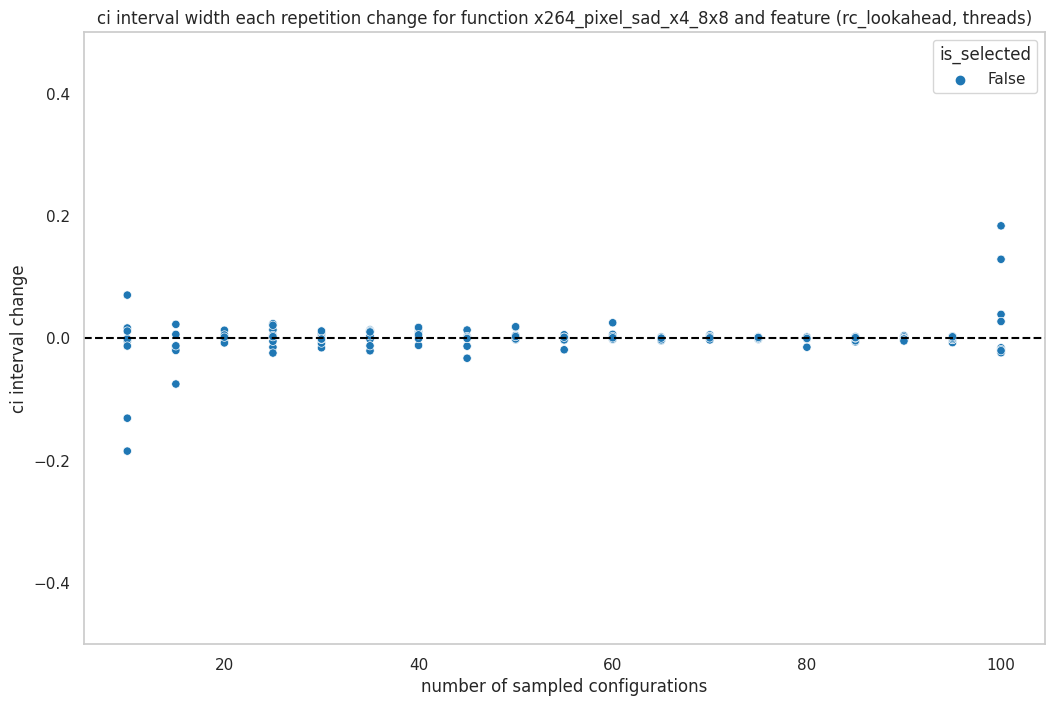 ci interval width each repetition change for function x264_pixel_sad_x4_8x8 and feature (rc_lookahead, threads)
is_selected
False
0.4
0.2
0.0
−0.2
−0.4
ci interval change
20
40
60
80
100
number of sampled configurations